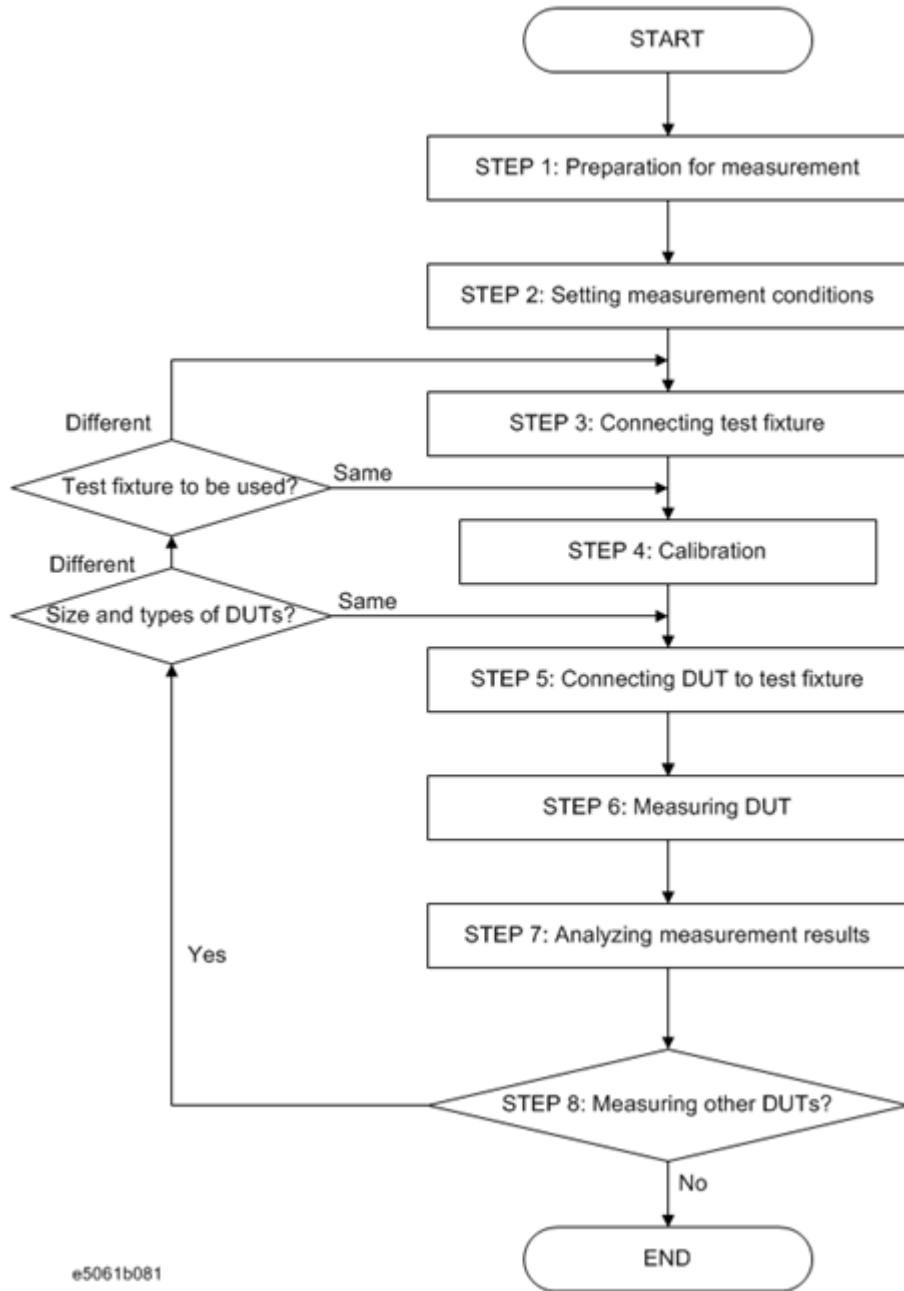 START
STEP 1: Preparation for measurement
STEP 2: Setting measurement conditions
Different
STEP 3: Connecting test fixture
Test fixture to be used?
Same
STEP 4: Calibration
Different
Size and types of DUTs?
Same
STEP 5: Connecting DUT to test fixture
STEP 6: Measuring DUT
STEP 7: Analyzing measurement results
Yes
STEP 8: Measuring other DUTs?
No
END
e5061b081